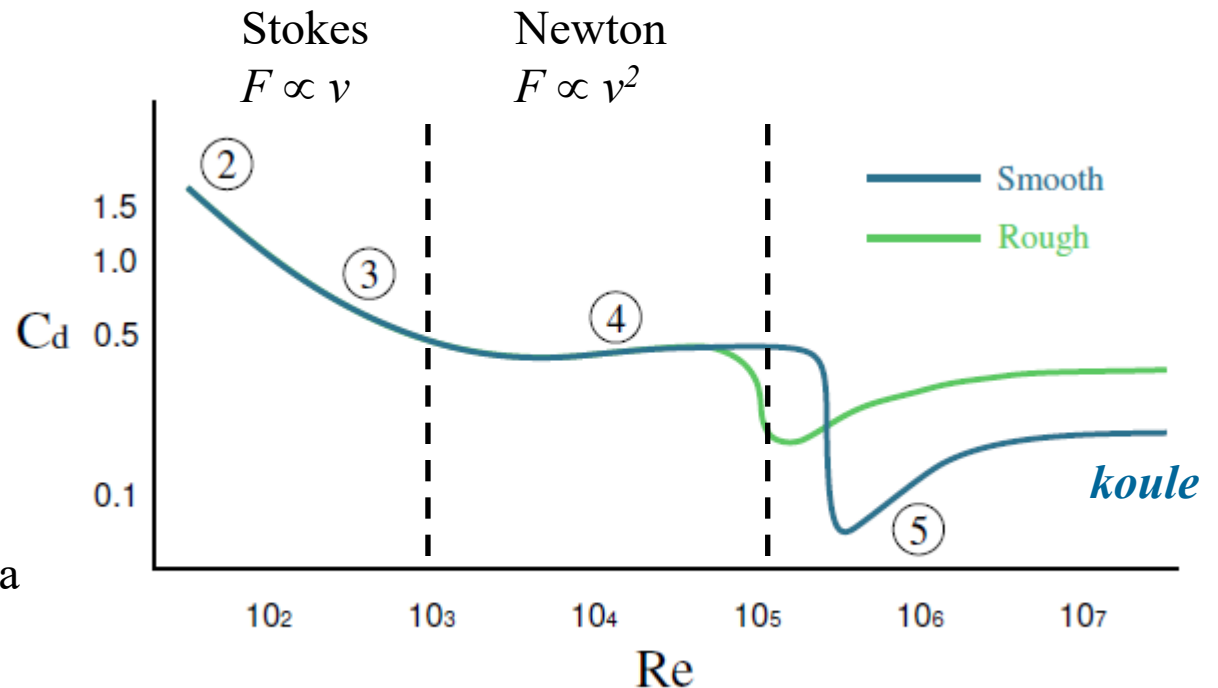 Stokes Newton
F ∝ v F ∝ v²
②
1.5
Smooth
Rough
1.0
③
④
Cd 0.5
0.1
koule
⑤
a
10² 10³ 10⁴ 10⁵ 10⁶ 10⁷
Re